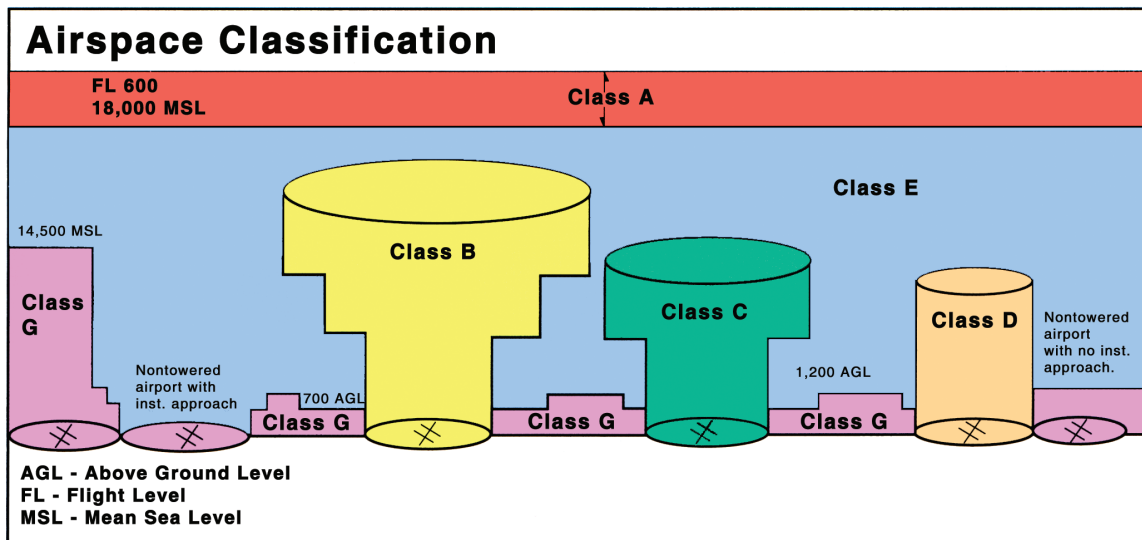 Airspace Classification
FL 600
18,000 MSL
Class A
Class E
14,500 MSL
Class B
Class
G
Class C
Class D
Nontowered
airport
with no inst.
approach.
Nontowered
airport with
inst. approach
700 AGL
1,200 AGL
Class G
Class G
Class G
AGL - Above Ground Level
FL - Flight Level
MSL - Mean Sea Level